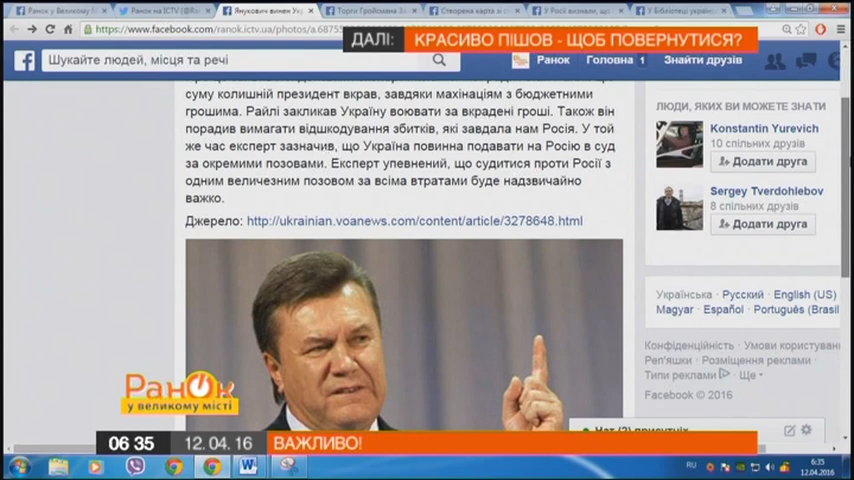 Ранок у Великому М
Ранок на ICTV (@Ra
Янукович винен Укр
Торги Гройсмана За
Створена карта зі с
У Росії визнали, що
У Бібліотеці україн
https://www.facebook.com/ranok.ictv.ua/photos/a.68755
ДАЛІ: КРАСИВО ПІШОВ - ЩОБ ПОВЕРНУТИСЯ?
Шукайте людей, місця та речі
Ранок Головна 1 Знайти друзів
суму колишній президент вкрав, завдяки махінаціям з бюджетними
грошима. Райлі закликав Україну воювати за вкрадені гроші. Також він
порадив вимагати відшкодування збитків, які завдала нам Росія. У той
же час експерт зазначив, що Україна повинна подавати на Росію в суд
за окремими позовами. Експерт упевнений, що судитися проти Росії з
одним величезним позовом за всіма втратами буде надзвичайно
важко.
Джерело: http://ukrainian.voanews.com/content/article/3278648.html
ЛЮДИ, ЯКИХ ВИ МОЖЕТЕ ЗНАТИ
Konstantin Yurevich
10 спільних друзів
Додати друга
Sergey Tverdohlebov
8 спільних друзів
Додати друга
Українська · Русский · English (US)
Magyar · Español · Português (Brasil
Конфіденційність · Умови користуван
Реп'яшки · Розміщення реклами ·
Типи реклами · Ще
Facebook © 2016
Нат (2) присутніх
РанОк
у великому місті
06 35 12.04.16 ВАЖЛИВО!
RU
6:35
12.04.2016